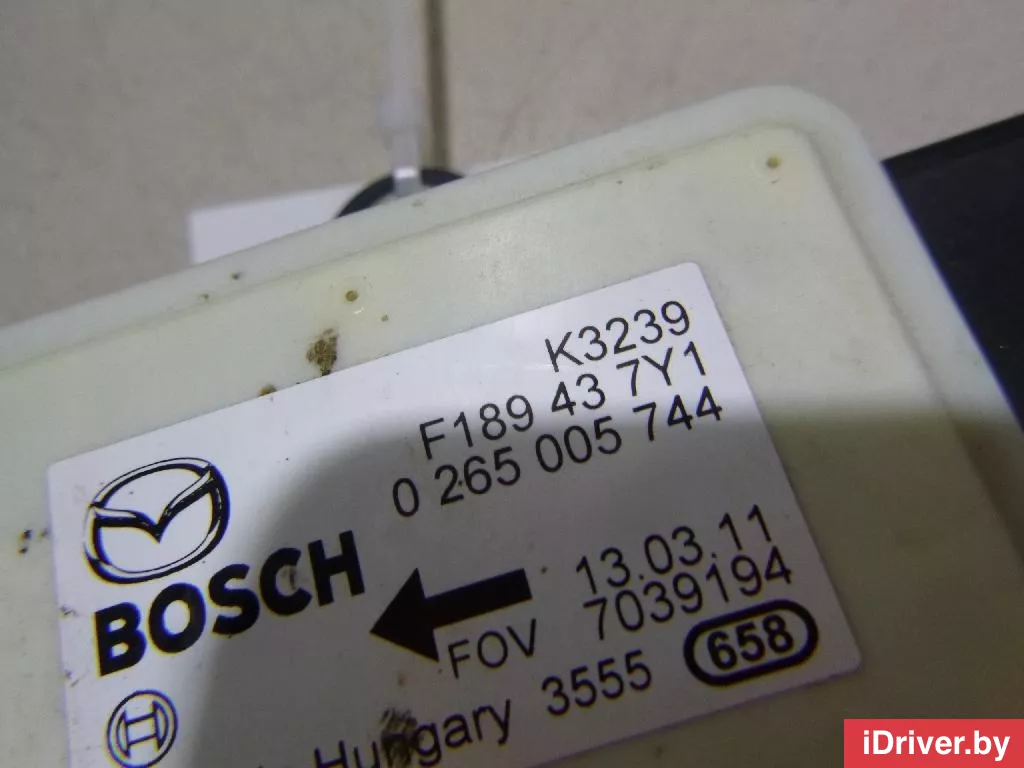 K3239
F189 43 7Y1
0 265 005 744
BOSCH
13.03.11
FOV 7039194
Hungary 3555 658
iDriver.by